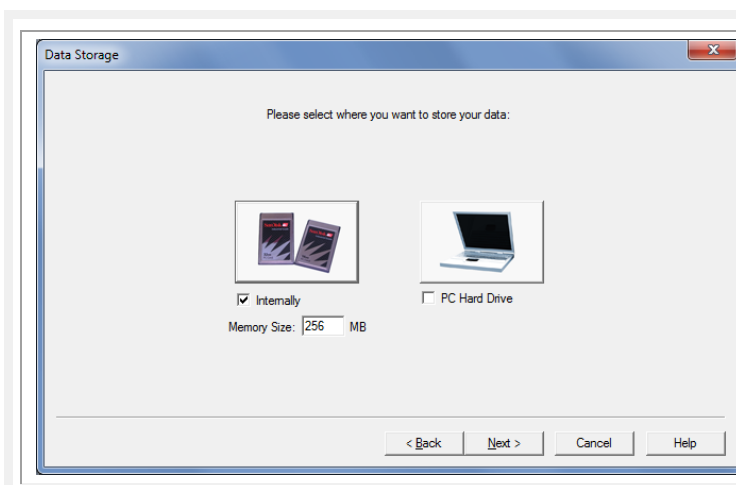 Data Storage
Please select where you want to store your data:
Internally
PC Hard Drive
Memory Size: 256 MB
< Back Next > Cancel Help